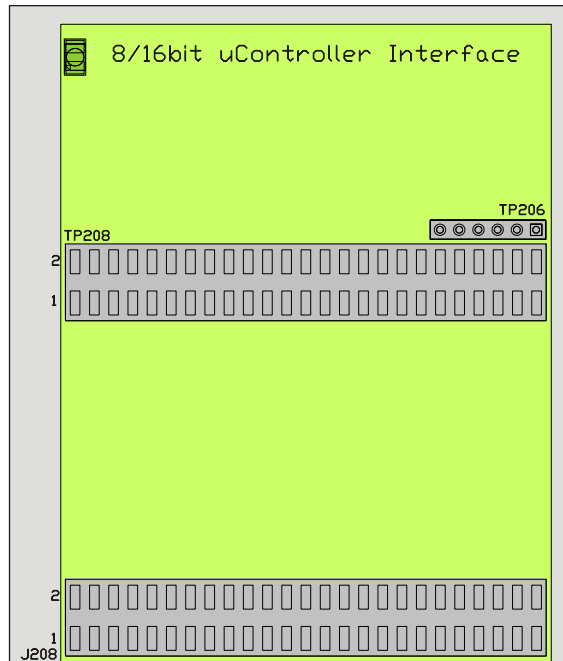 8/16bit uController Interface
TP206
TP208
2
1
2
1
J208